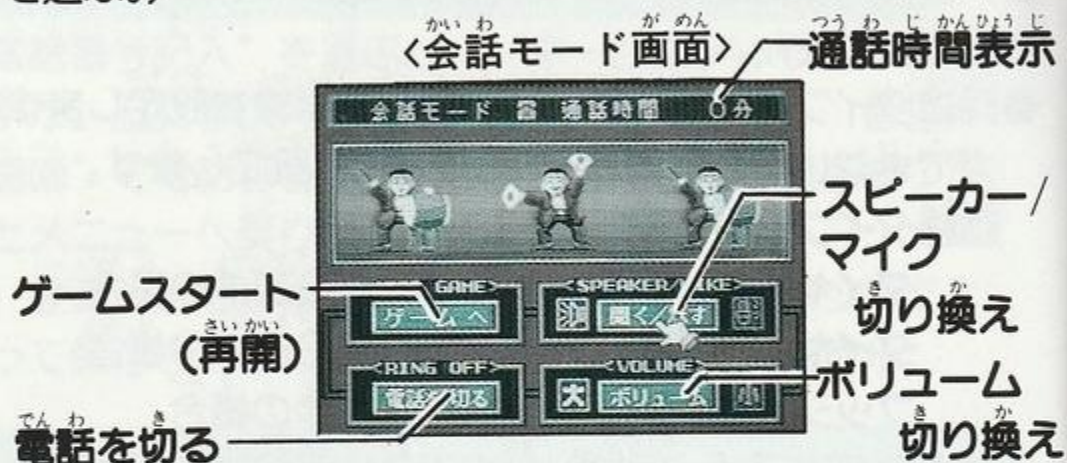 <会話モード画面>
通話時間表示
会話モード ☎ 通話時間 0分
スピーカー/
マイク
切り換え
ゲームスタート
(再開)
<GAME>
ゲームへ
<SPEAKER/MIKE>
<RING OFF>
電話を切る
<VOLUME>
大 ボリューム 小
ボリューム
切り換え
電話を切る